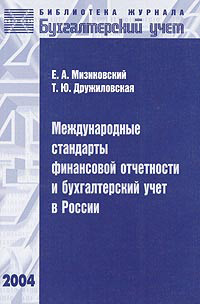 БИБЛИОТЕКА ЖУРНАЛА
Бухгалтерский учет
Е. А. Мизиковский
Т. Ю. Дружиловская
Международные
стандарты
финансовой отчетности
и бухгалтерский учет
в России
2004